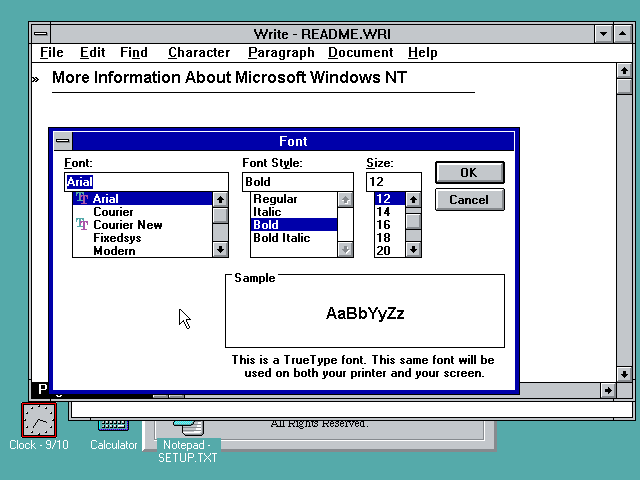 Write - README.WRI
File Edit Find Character Paragraph Document Help
» More Information About Microsoft Windows NT
Font
Font: Font Style: Size:
Arial Bold 12
OK
Cancel
Arial Regular 12
Courier Italic 14
Courier New Bold 16
Fixedsys Bold Italic 18
Modern 20
Sample
AaBbYyZz
This is a TrueType font. This same font will be
used on both your printer and your screen.
All Rights Reserved.
Clock - 9/10 Calculator Notepad -
SETUP.TXT